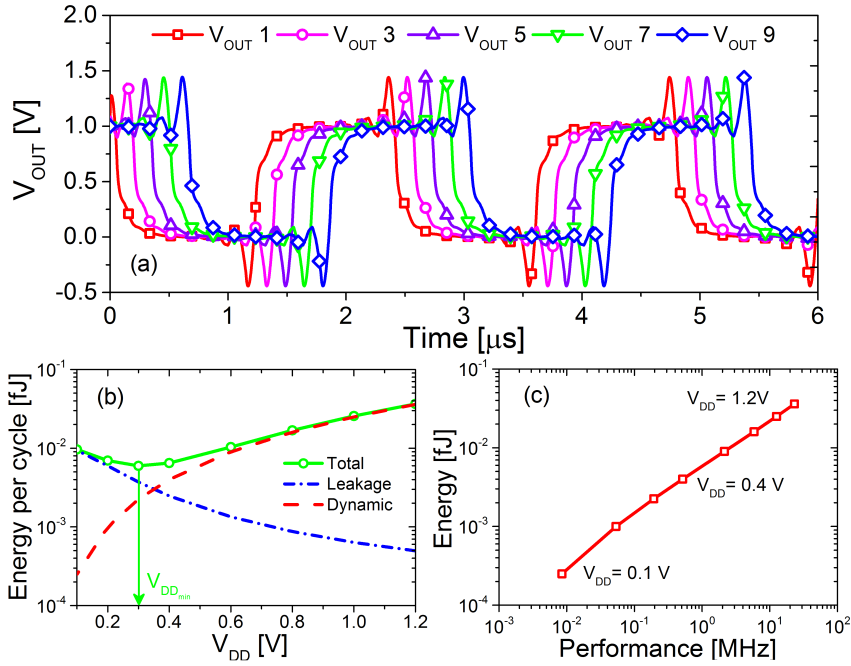 V_OUT 1 V_OUT 3 V_OUT 5 V_OUT 7 V_OUT 9
2.0
1.5
1.0
0.5
0.0
-0.5
V_OUT [V]
(a)
0 1 2 3 4 5 6
Time [μs]
(b)
10^-1
10^-2
10^-3
10^-4
Energy per cycle [fJ]
Total
Leakage
Dynamic
V_DD_min
0.2 0.4 0.6 0.8 1.0 1.2
V_DD [V]
(c)
10^-1
10^-2
10^-3
10^-4
Energy [fJ]
V_DD= 1.2V
V_DD= 0.4 V
V_DD= 0.1 V
10^-3 10^-2 10^-1 10^0 10^1 10^2
Performance [MHz]